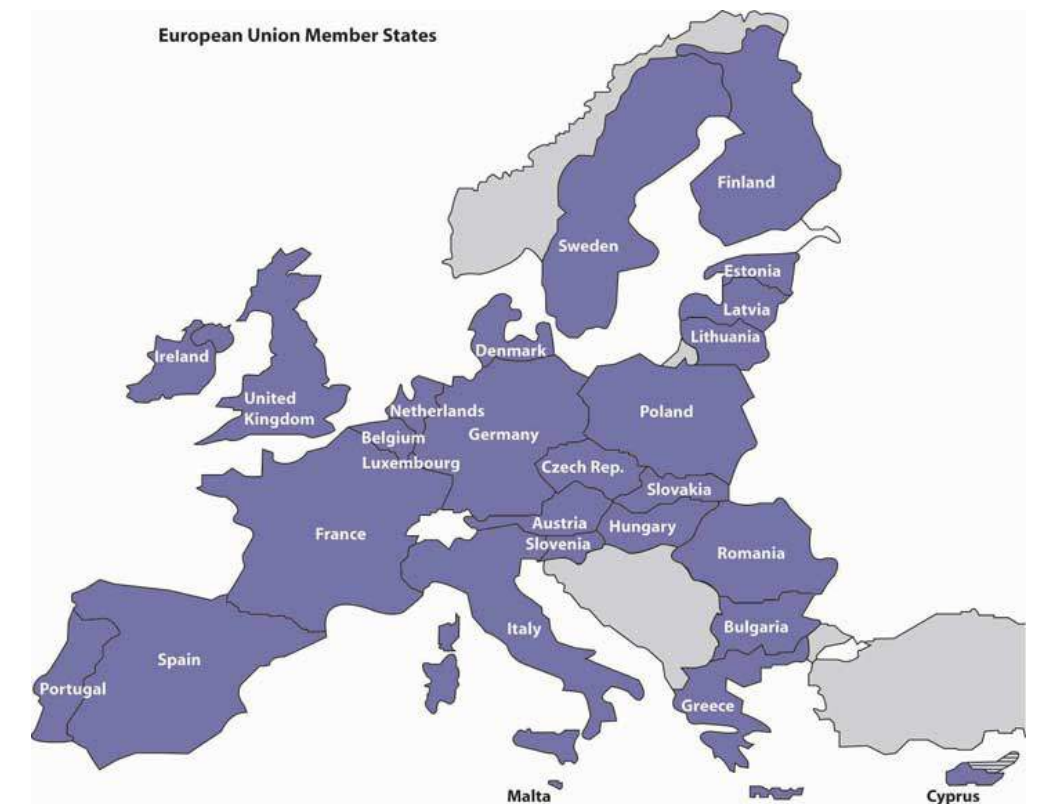 European Union Member States
Finland
Sweden
Estonia
Latvia
Lithuania
Denmark
Ireland
United
Kingdom
Netherlands
Poland
Belgium
Germany
Luxembourg
Czech Rep.
Slovakia
France
Austria
Hungary
Slovenia
Romania
Italy
Bulgaria
Spain
Portugal
Greece
Malta
Cyprus